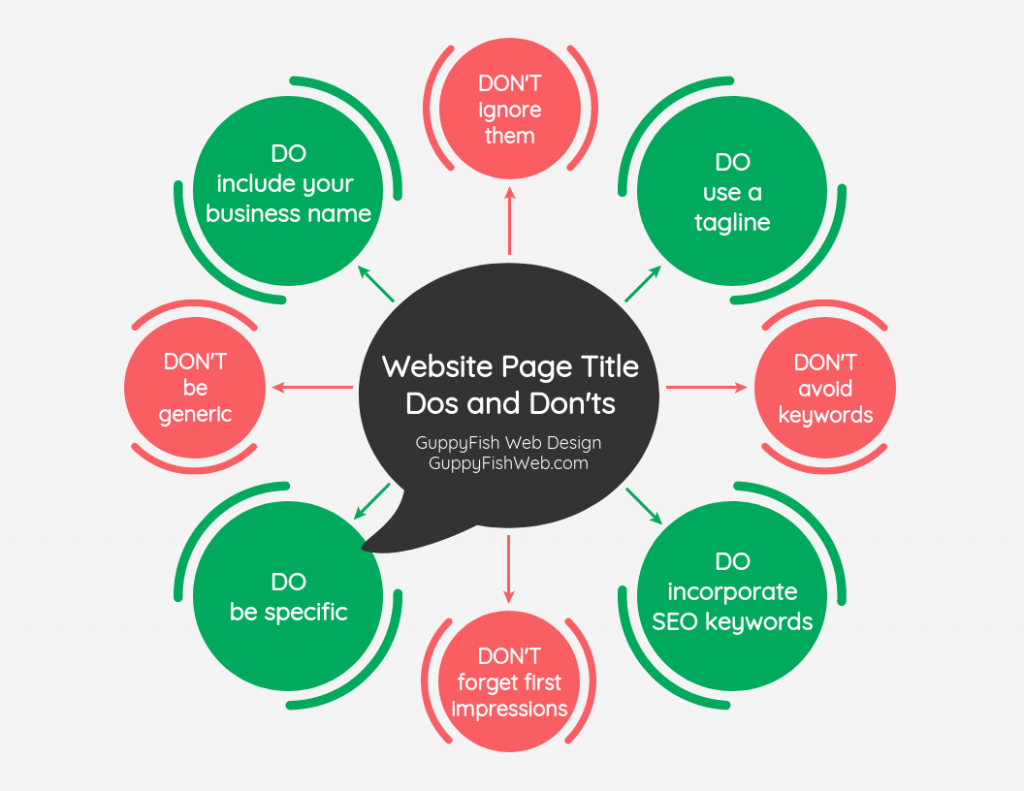 DON'T
ignore
them
DO
include your
business name
DO
use a
tagline
DON'T
be
generic
Website Page Title
Dos and Don'ts
GuppyFish Web Design
GuppyFishWeb.com
DON'T
avoid
keywords
DO
be specific
DO
incorporate
SEO keywords
DON'T
forget first
impressions